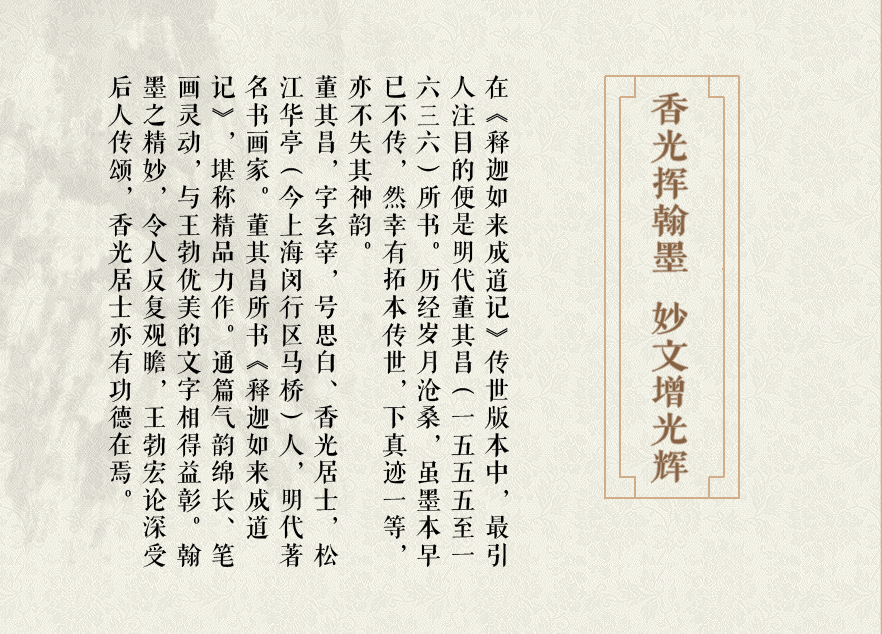 香光挥翰墨 妙文增光辉
在《释迦如来成道记》传世版本中，最引
人注目的便是明代董其昌（一五五五至一
六三六）所书。历经岁月沧桑，虽墨本早
已不传，然幸有拓本传世，下真迹一等，
亦不失其神韵。
董其昌，字玄宰，号思白、香光居士，松
江华亭（今上海闵行区马桥）人，明代著
名书画家。董其昌所书《释迦如来成道
记》，堪称精品力作。通篇气韵绵长、笔
画灵动，与王勃优美的文字相得益彰。翰
墨之精妙，令人反复观瞻，王勃宏论深受
后人传颂，香光居士亦有功德在焉。